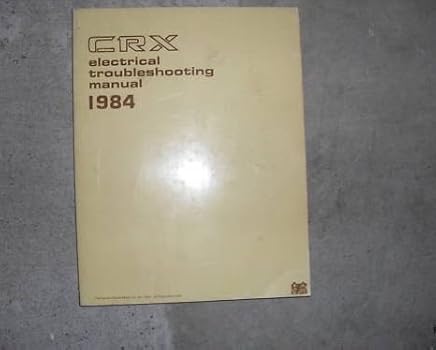 CRX
electrical
troubleshooting
manual
1984